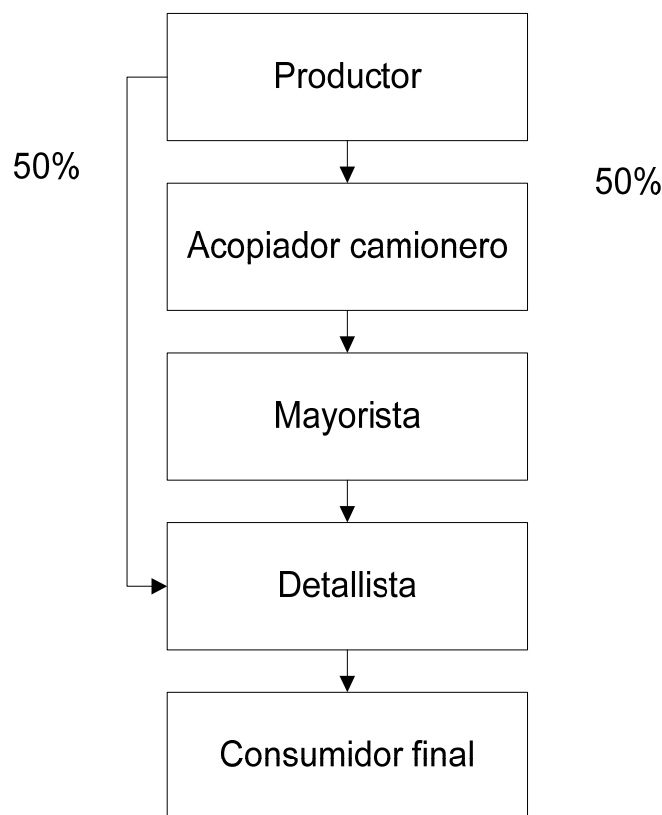 Productor
50%
50%
Acopiador camionero
Mayorista
Detallista
Consumidor final